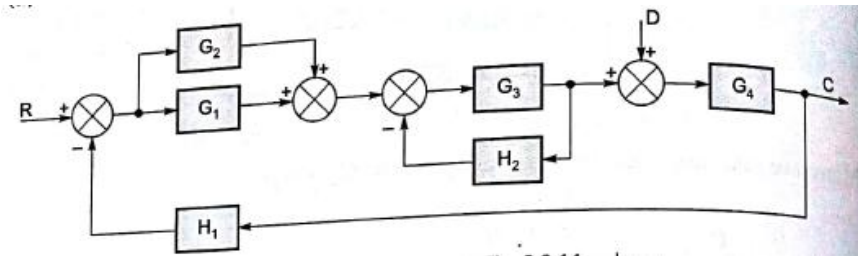 D
G₂
+
+
R
+
G₁
+
G₃
+
G₄
C
−
−
H₂
H₁